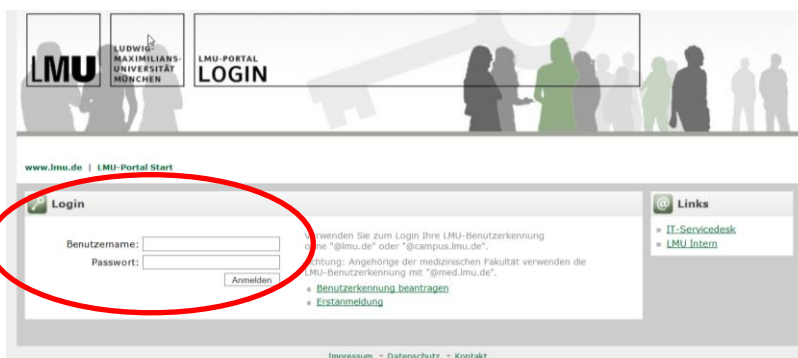 LMU
LUDWIG-
MAXIMILIANS-
UNIVERSITÄT
MÜNCHEN
LMU-PORTAL
LOGIN
www.lmu.de | LMU-Portal Start
Login
Benutzername:
Passwort:
Anmelden
Verwenden Sie zum Login Ihre LMU-Benutzerkennung
ohne "@lmu.de" oder "@campus.lmu.de".
Achtung: Angehörige der medizinischen Fakultät verwenden die
LMU-Benutzerkennung mit "@med.lmu.de".
Benutzerkennung beantragen
Erstanmeldung
Links
IT-Servicedesk
LMU Intern
Impressum - Datenschutz - Kontakt